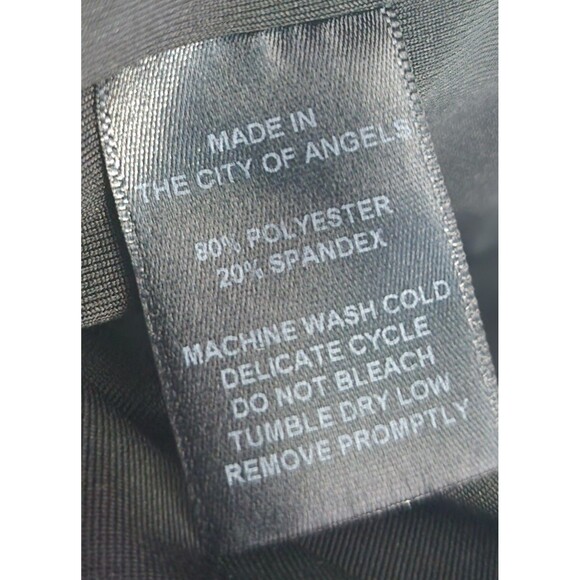 MADE IN
THE CITY OF ANGELS
80% POLYESTER
20% SPANDEX
MACHINE WASH COLD
DELICATE CYCLE
DO NOT BLEACH
TUMBLE DRY LOW
REMOVE PROMPTLY